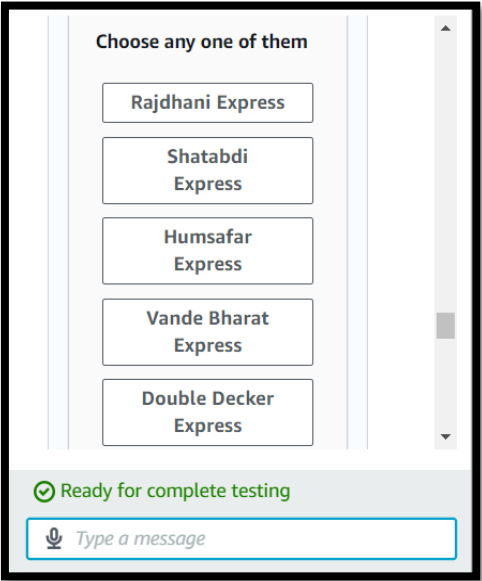 Choose any one of them
Rajdhani Express
Shatabdi
Express
Humsafar
Express
Vande Bharat
Express
Double Decker
Express
Ready for complete testing
Type a message